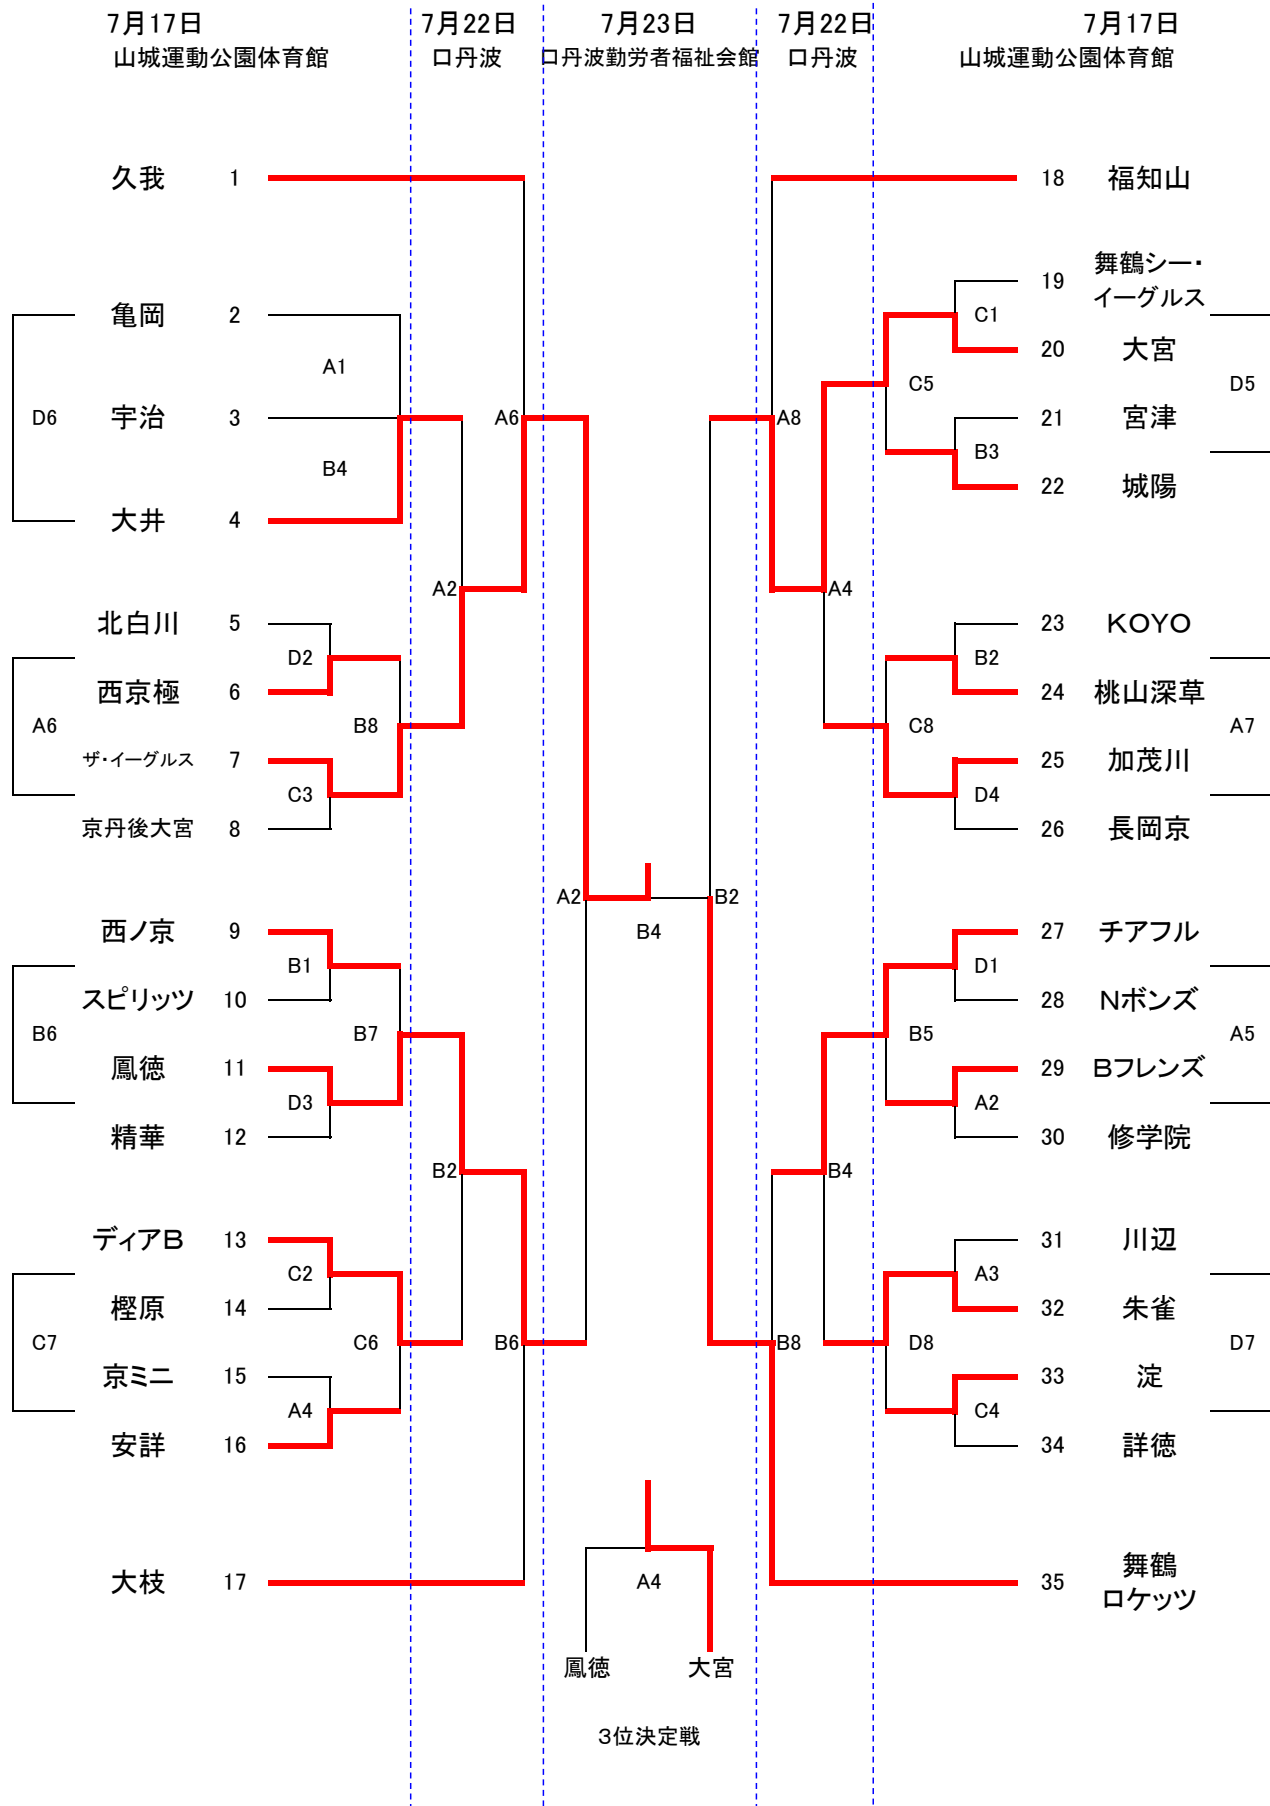 7月17日 7月22日 7月23日 7月22日 7月17日
山城運動公園体育館 口丹波 口丹波勤労者福祉会館 口丹波 山城運動公園体育館
久我 1 18 福知山
舞鶴シー・
19
イーグルス
亀岡 2 C1
20 大宮
A1
C5 D5
D6 宇治 3 A6 A8 21 宮津
B3
B4
22 城陽
大井 4
A2 A4
北白川 5 23 KOYO
D2 B2
西京極 6 24 桃山深草
A6 B8 C8 A7
ザ・イーグルス 7 25 加茂川
C3 D4
京丹後大宮 8 26 長岡京
A2 B2
西ノ京 9 B4 27 チアフル
B1 D1
スピリッツ 10 28 Nボンズ
B6 B7 B5 A5
鳳徳 11 29 Bフレンズ
D3 A2
精華 12 30 修学院
B2 B4
ディアB 13 31 川辺
C2 A3
樫原 14 32 朱雀
C7 C6 B6 B8 D8 D7
京ミニ 15 33 淀
A4 C4
安詳 16 34 詳徳
舞鶴
大枝 17 A4 35
ロケッツ
鳳徳 大宮
3位決定戦